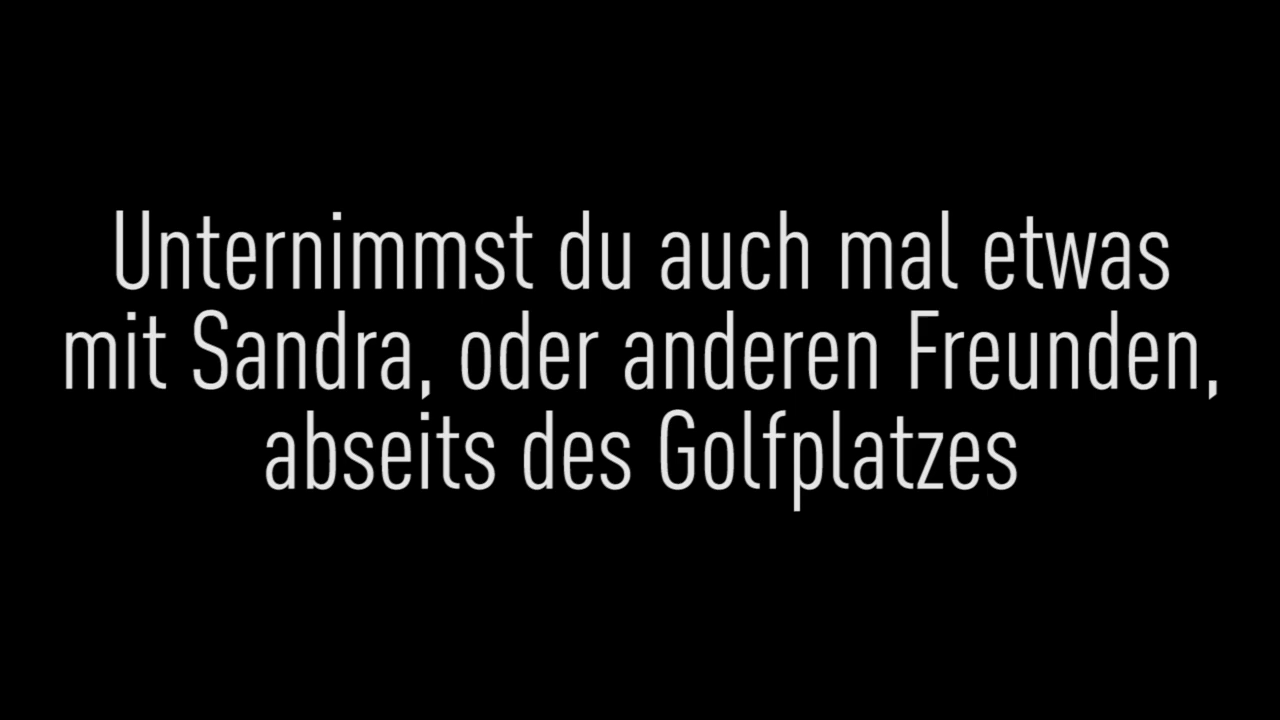 Unternimmst du auch mal etwas
mit Sandra, oder anderen Freunden,
abseits des Golfplatzes